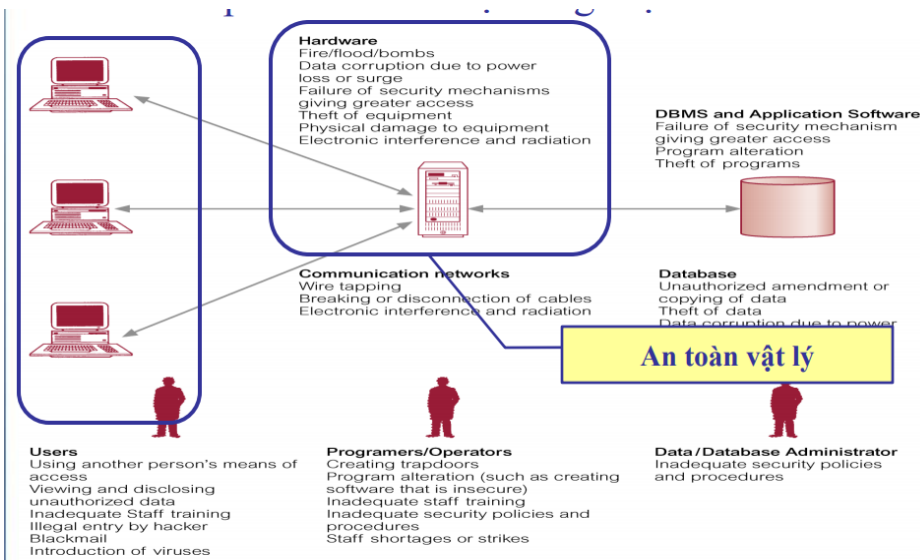 Hardware
Fire/flood/bombs
Data corruption due to power
loss or surge
Failure of security mechanisms
giving greater access
Theft of equipment
Physical damage to equipment
Electronic interference and radiation
DBMS and Application Software
Failure of security mechanism
giving greater access
Program alteration
Theft of programs
Communication networks
Wire tapping
Breaking or disconnection of cables
Electronic interference and radiation
Database
Unauthorized amendment or
copying of data
Theft of data
Data corruption due to power
An toàn vật lý
Users
Using another person's means of
access
Viewing and disclosing
unauthorized data
Inadequate Staff training
Illegal entry by hacker
Blackmail
Introduction of viruses
Programers/Operators
Creating trapdoors
Program alteration (such as creating
software that is insecure)
Inadequate staff training
Inadequate security policies and
procedures
Staff shortages or strikes
Data/Database Administrator
Inadequate security policies
and procedures